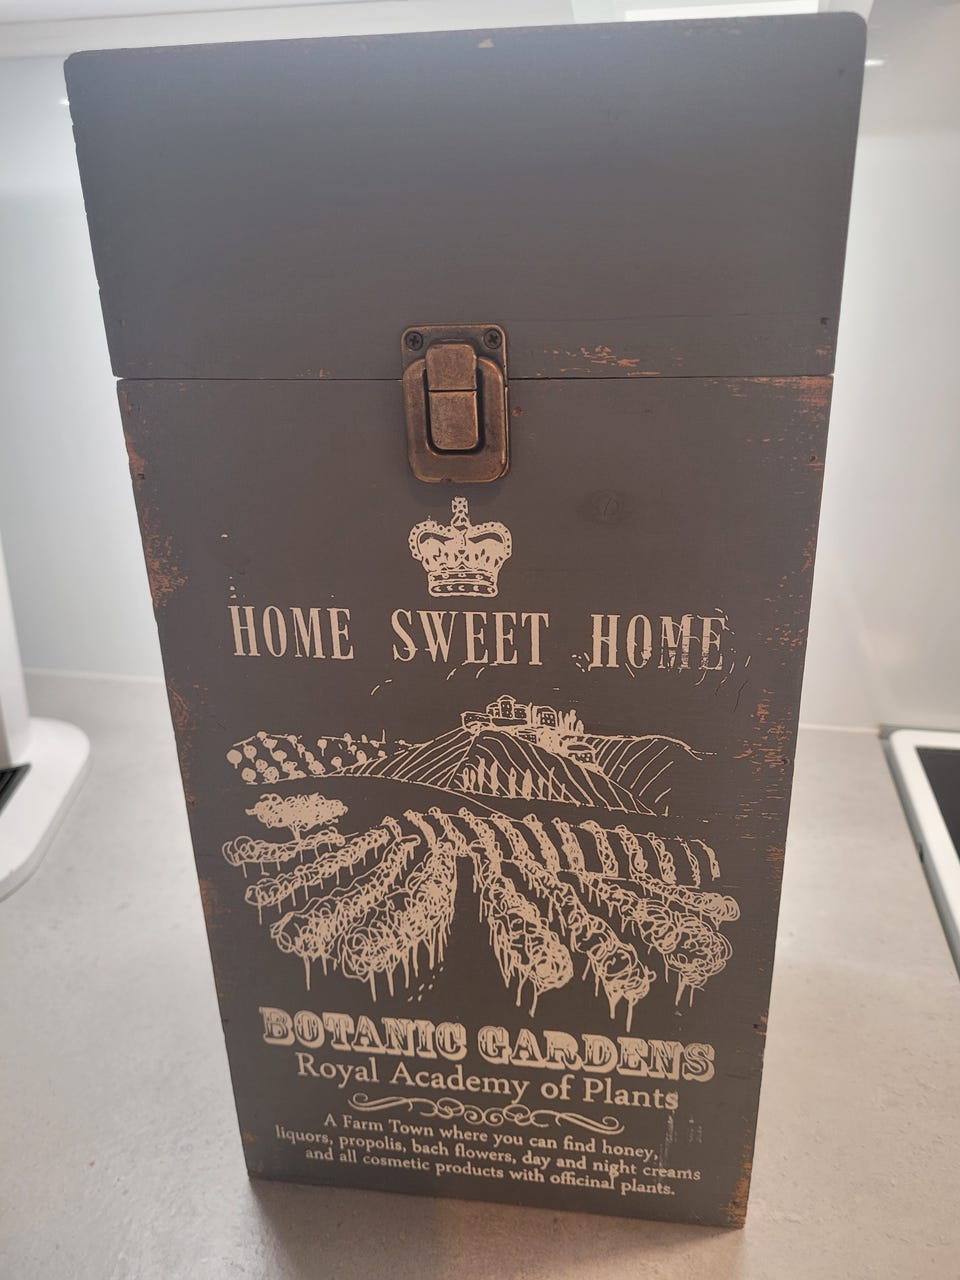 HOME SWEET HOME
BOTANIC GARDENS
Royal Academy of Plants
A Farm Town where you can find honey,
liquors, propolis, bach flowers, day and night creams
and all cosmetic products with officinal plants.